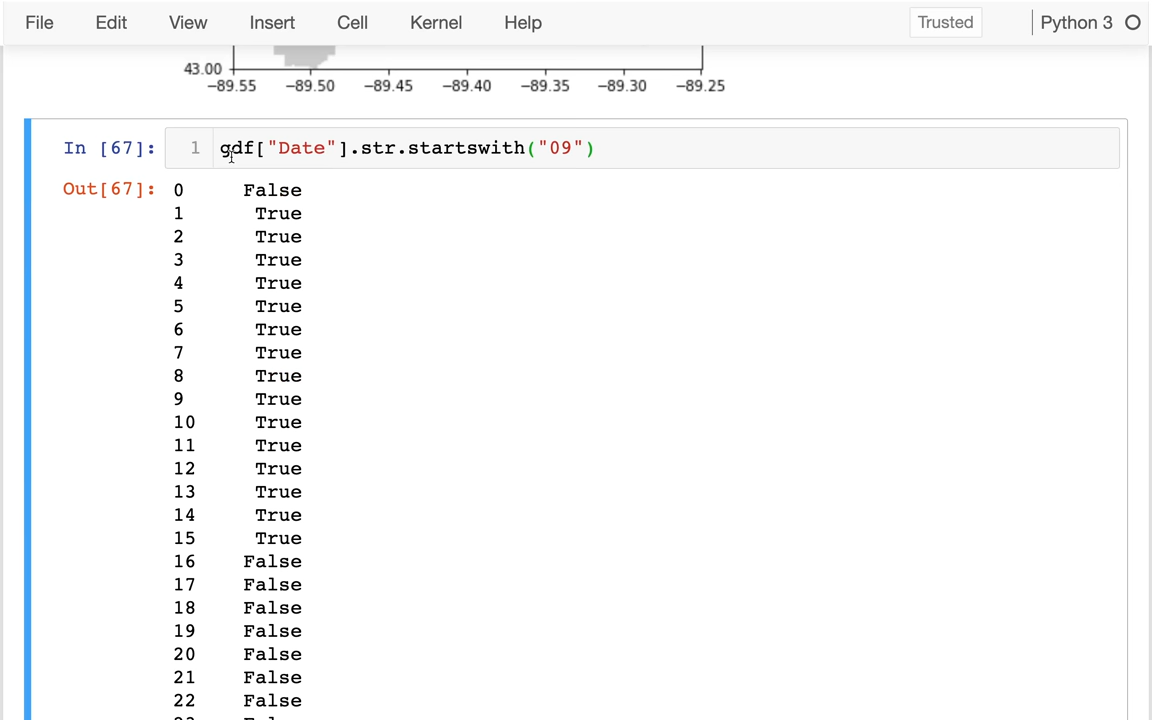 File Edit View Insert Cell Kernel Help Trusted Python 3
43.00
−89.55 −89.50 −89.45 −89.40 −89.35 −89.30 −89.25
In [67]: 1 gdf["Date"].str.startswith("09")
Out[67]: 0 False
1 True
2 True
3 True
4 True
5 True
6 True
7 True
8 True
9 True
10 True
11 True
12 True
13 True
14 True
15 True
16 False
17 False
18 False
19 False
20 False
21 False
22 False